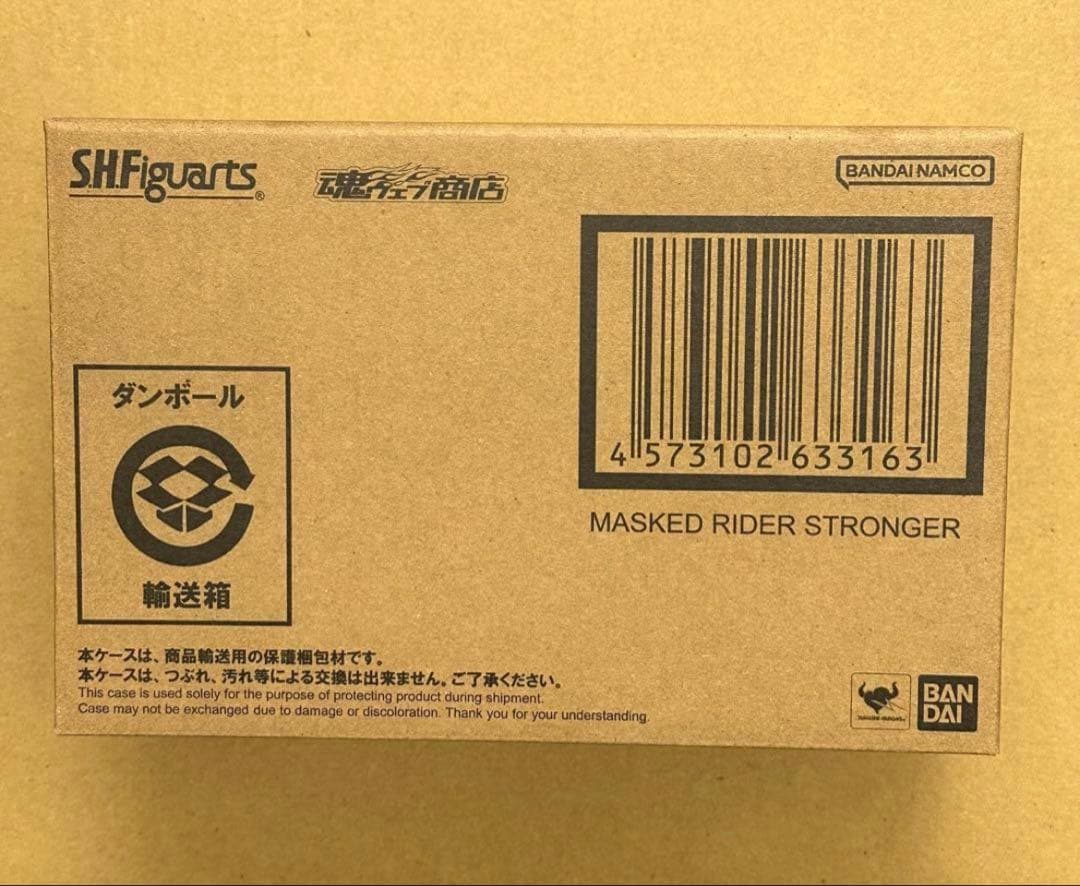 S.H.Figuarts®
魂ウェブ商店
BANDAI NAMCO
4 573102 633163
MASKED RIDER STRONGER
ダンボール
輸送箱
本ケースは、商品輸送用の保護梱包材です。
本ケースは、つぶれ、汚れ等による交換は出来ません。ご了承ください。
This case is used solely for the purpose of protecting product during shipment.
Case may not be exchanged due to damage or discoloration. Thank you for your understanding.
BAN
DAI